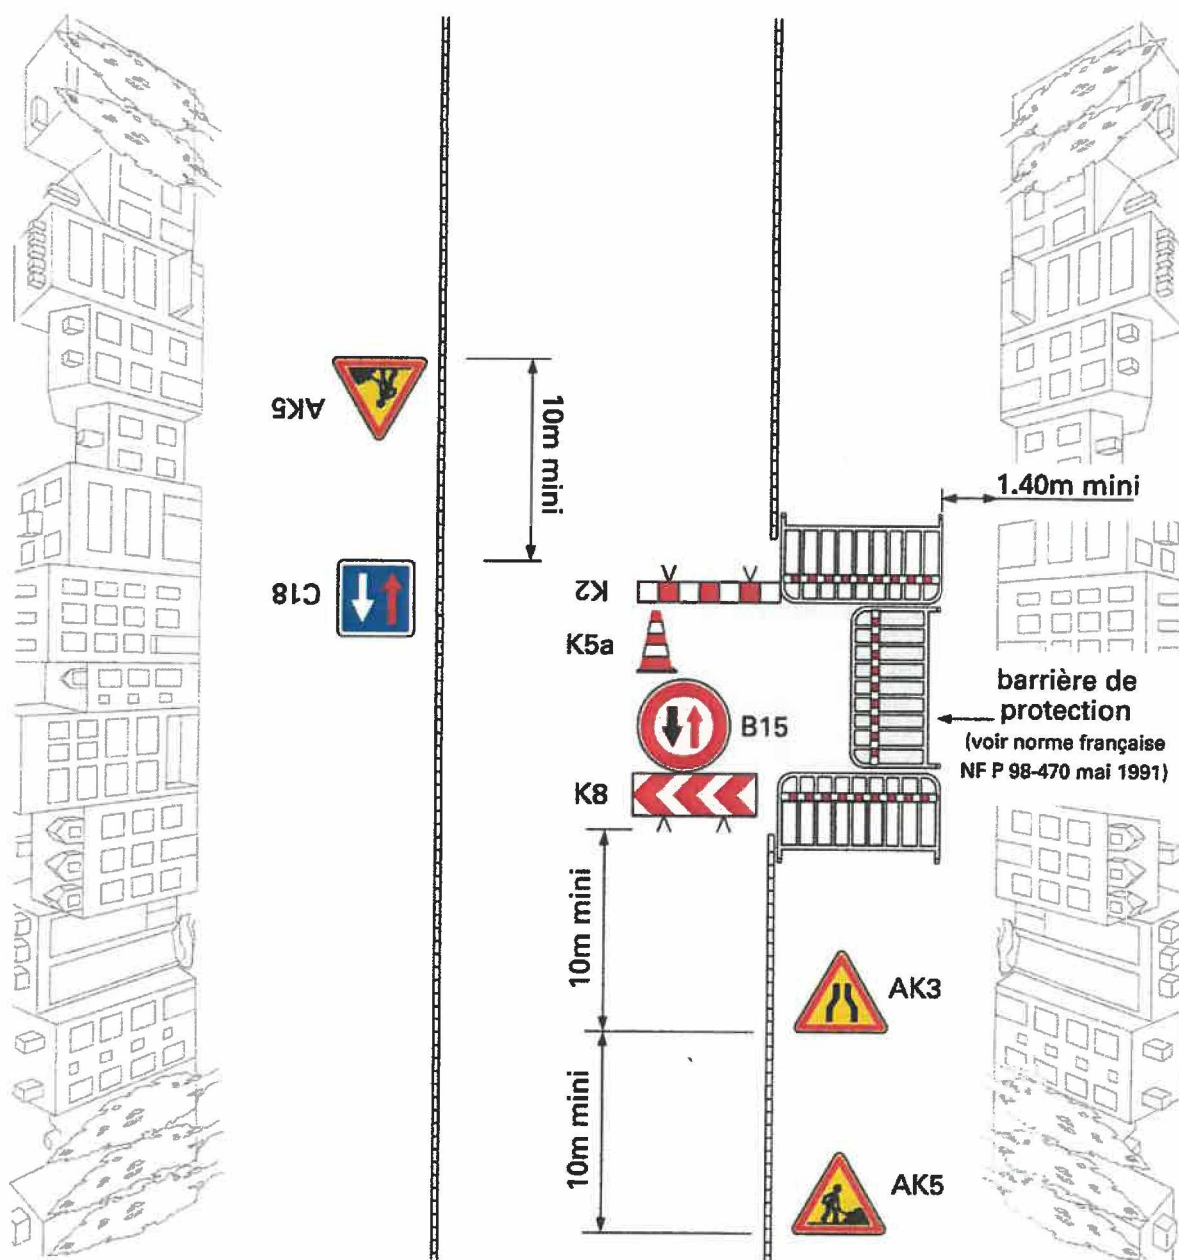 AK5
10m mini
1.40m mini
C18
K2
K5a
barrière de
protection
(voir norme française
NF P 98-470 mai 1991)
B15
K8
10m mini
AK3
10m mini
AK5